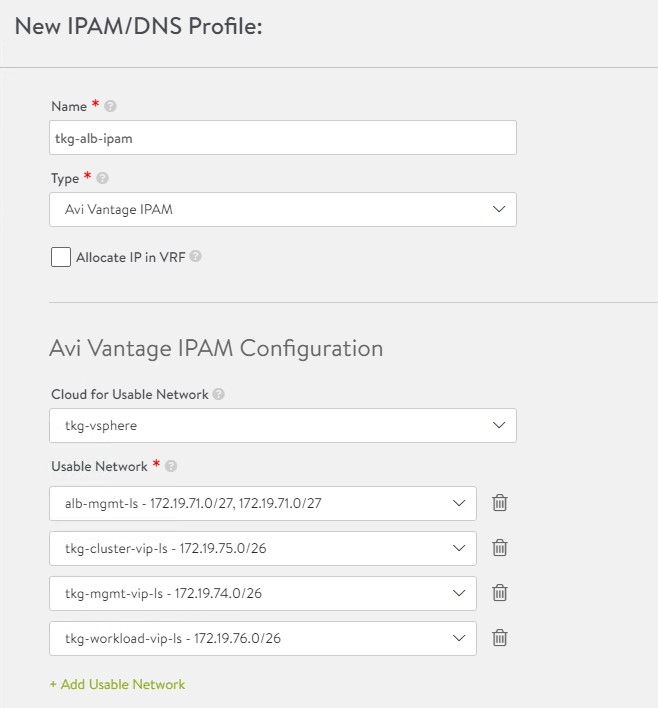 New IPAM/DNS Profile:
Name * ?
tkg-alb-ipam
Type * ?
Avi Vantage IPAM
Allocate IP in VRF ?
Avi Vantage IPAM Configuration
Cloud for Usable Network ?
tkg-vsphere
Usable Network * ?
alb-mgmt-ls - 172.19.71.0/27, 172.19.71.0/27
tkg-cluster-vip-ls - 172.19.75.0/26
tkg-mgmt-vip-ls - 172.19.74.0/26
tkg-workload-vip-ls - 172.19.76.0/26
+ Add Usable Network